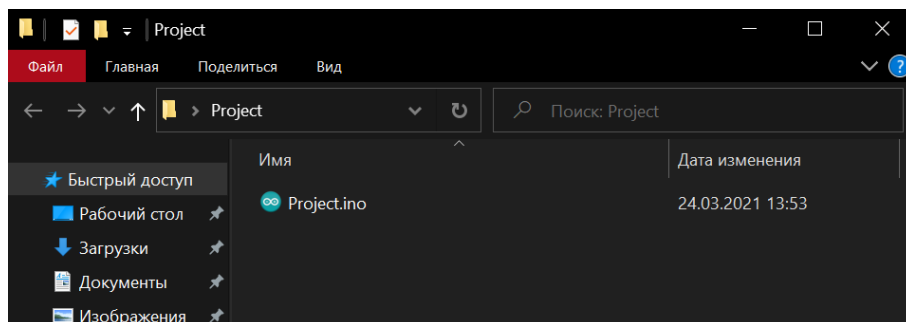 Project
Файл Главная Поделиться Вид
Project Поиск: Project
Имя Дата изменения
Быстрый доступ
Рабочий стол
Project.ino 24.03.2021 13:53
Загрузки
Документы
Изображения